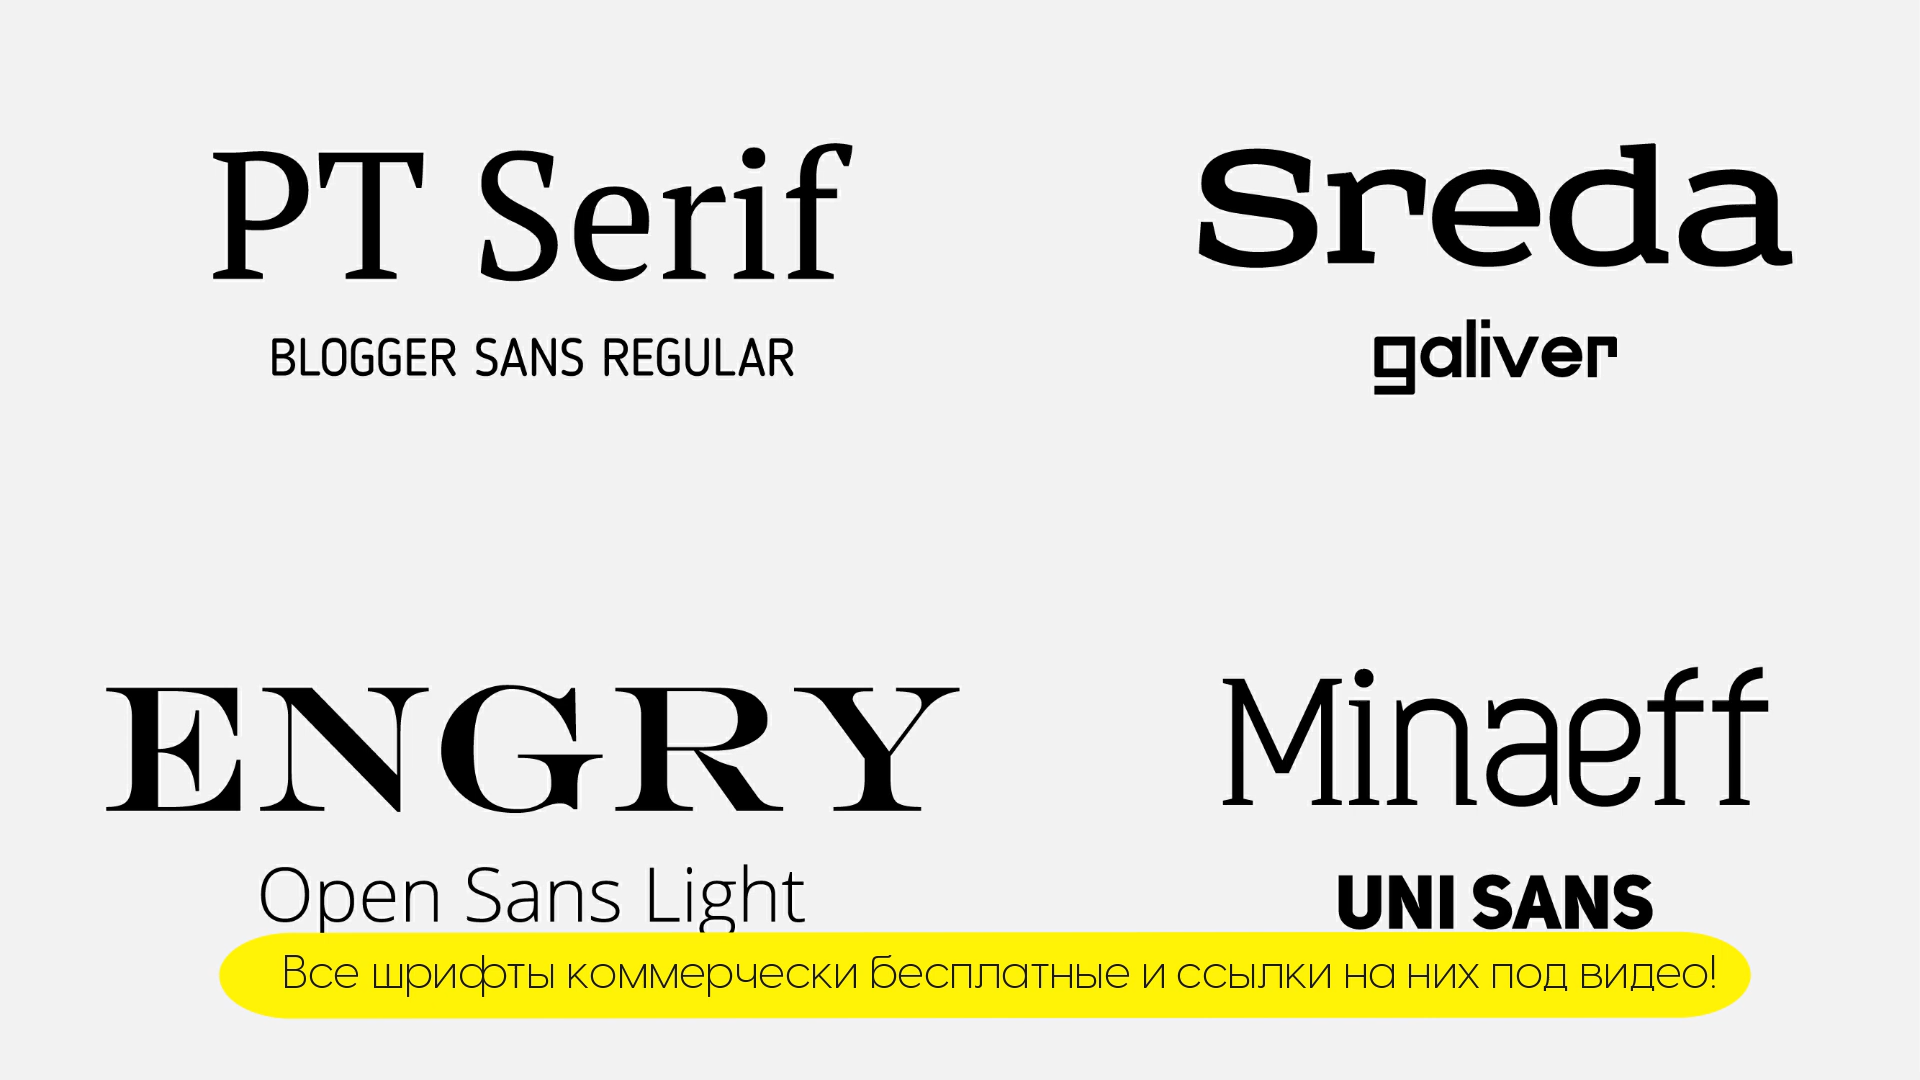 PT Serif
BLOGGER SANS REGULAR
Sreda
galiver
ENGRY
Open Sans Light
Minaeff
UNI SANS
Все шрифты коммерчески бесплатные и ссылки на них под видео!